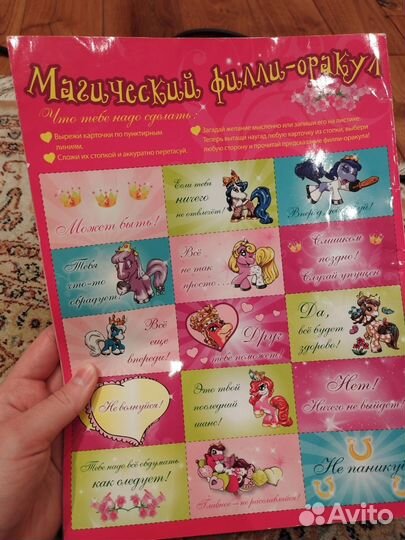 Магический филли-оракул
Что тебе надо сделать:
Вырежи карточки по пунктирным
линиям.
Сложи их стопкой и аккуратно перетасуй.
Загадай желание мысленно или запиши его на листике.
Теперь вытащи наугад любую карточку из стопки, выбери
любую сторону и прочитай предсказание филли-оракула!
Может быть!
Если тебя
ничего
не отвлечёт!
Вперёд,
Тебя
кто-то
обрадует!
Всё
не так
просто...
Слишком
поздно!
Случай упущен
Всё
ещё
впереди!
Друг
тебе поможет!
Да,
всё будет
здорово!
Не волнуйся!
Это твой
последний
шанс!
Нет!
Ничего не выйдет!
Тебе надо всё обдумать
как следует!
Главное – не расслабляйся!
Не паникуй
Avito